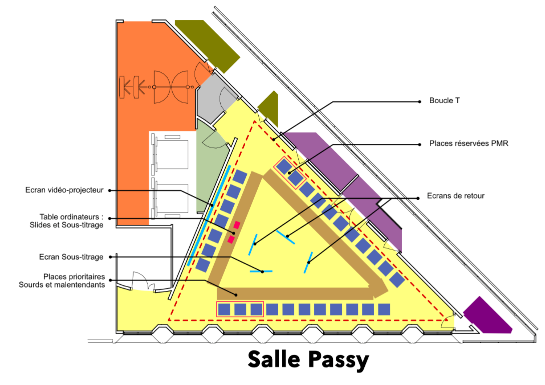 Boucle T
Places réservées PMR
Ecran vidéo-projecteur
Ecrans de retour
Table ordinateurs :
Slides et Sous-titrage
Ecran Sous-titrage
Places prioritaires
Sourds et malentendants
Salle Passy